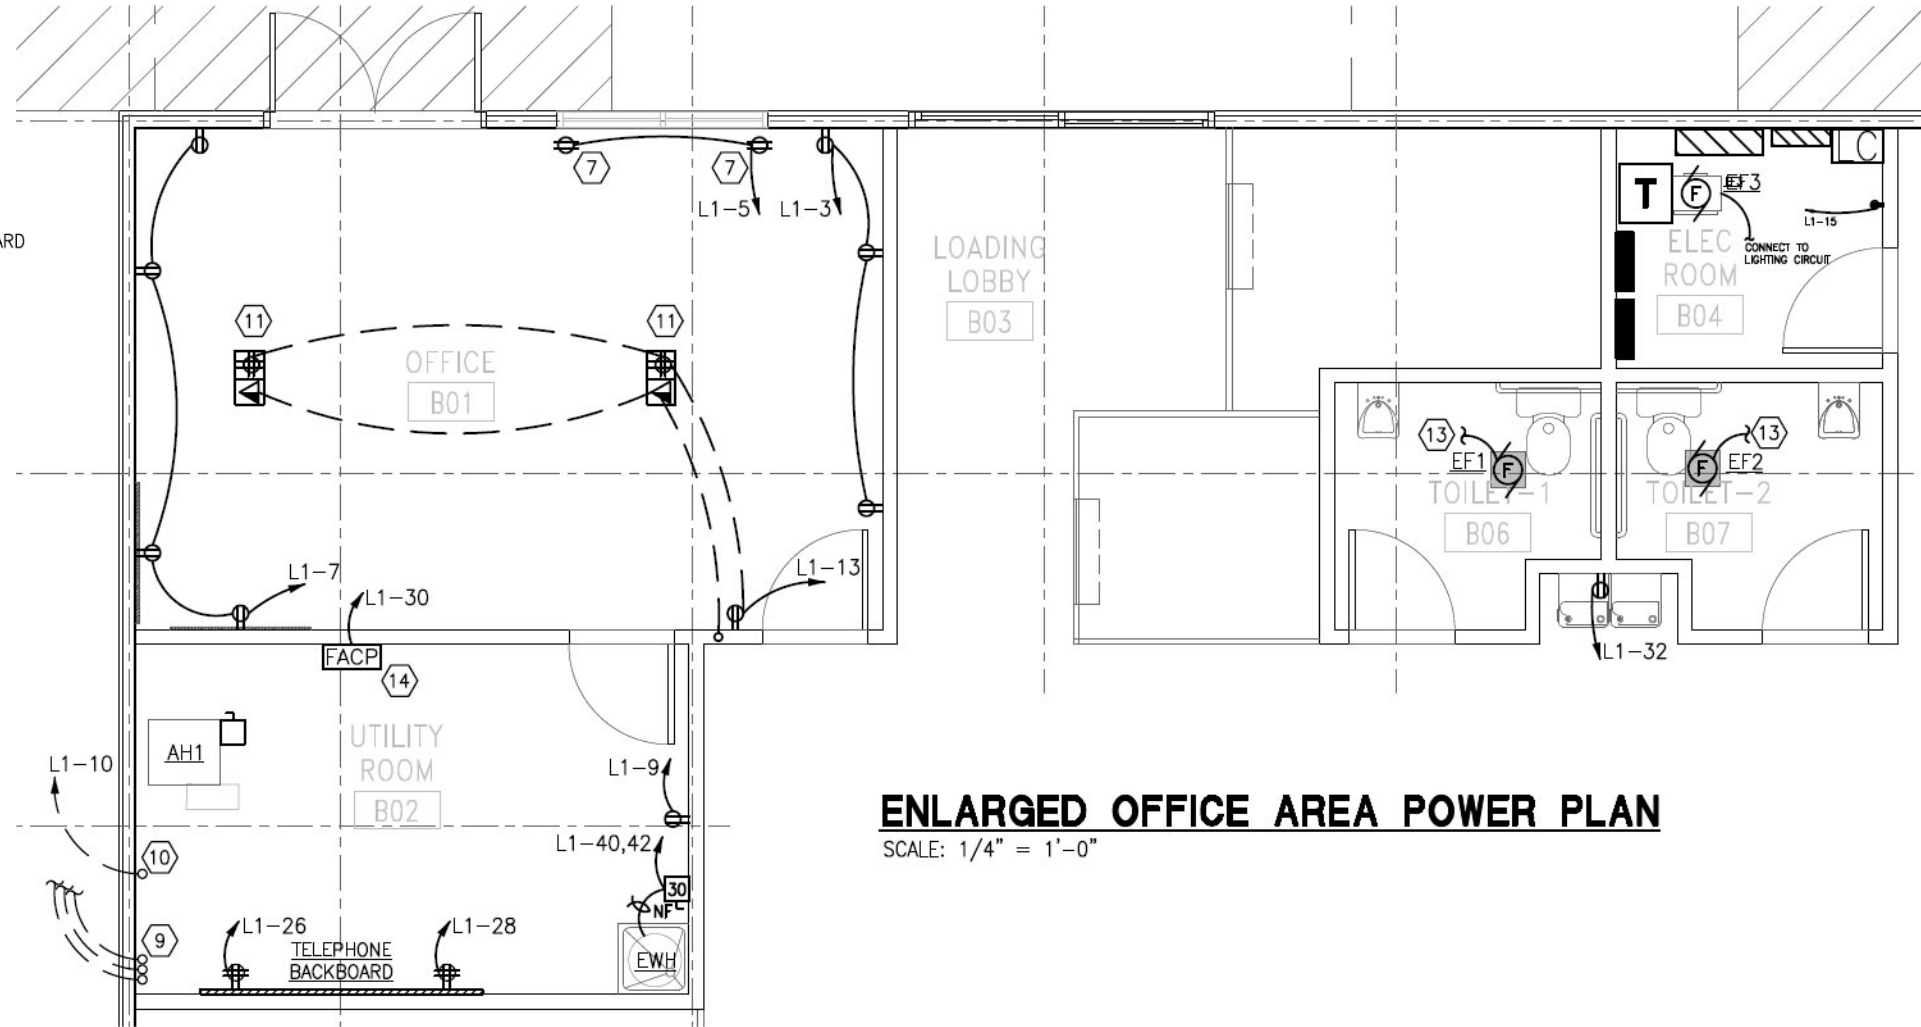 7
7
L1-5
L1-3
C
T
F
EF3
L1-15
CONNECT TO
LIGHTING CIRCUIT
ARD
LOADING
LOBBY
B03
ELEC
ROOM
B04
11
11
OFFICE
B01
13
13
EF1
F
F
EF2
TOILET-1
B06
TOILET-2
B07
L1-7
L1-13
L1-30
FACP
14
L1-32
AH1
UTILITY
ROOM
B02
L1-10
L1-9
ENLARGED OFFICE AREA POWER PLAN
SCALE: 1/4" = 1'-0"
L1-40,42
10
30
NF
9
L1-26
L1-28
TELEPHONE
BACKBOARD
EWH